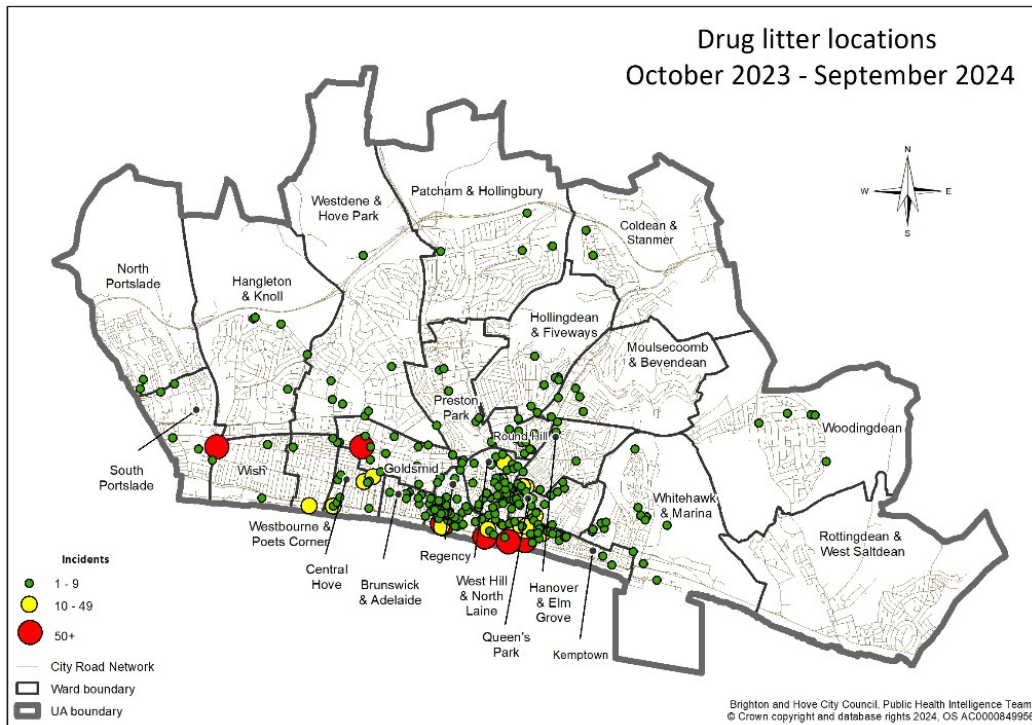 Drug litter locations
October 2023 - September 2024
N
W E
S
Westdene &
Hove Park
Patcham & Hollingbury
Coldean &
Stanmer
North
Portslade
Hangleton
& Knoll
Hollingdean
& Fiveways
Moulsecoomb
& Bevendean
Preston
Park
Woodingdean
Round Hill
South
Portslade
Wish
Goldsmid
Whitehawk
& Marina
Westbourne &
Poets Corner
Rottingdean &
West Saltdean
Central
Hove
Brunswick
& Adelaide
Regency
West Hill
& North
Laine
Hanover
& Elm
Grove
Queen's
Park
Kemptown
Incidents
1 - 9
10 - 49
50+
City Road Network
Ward boundary
UA boundary
Brighton and Hove City Council, Public Health Intelligence Team
© Crown copyright and database rights 2024, OS AC0000849956